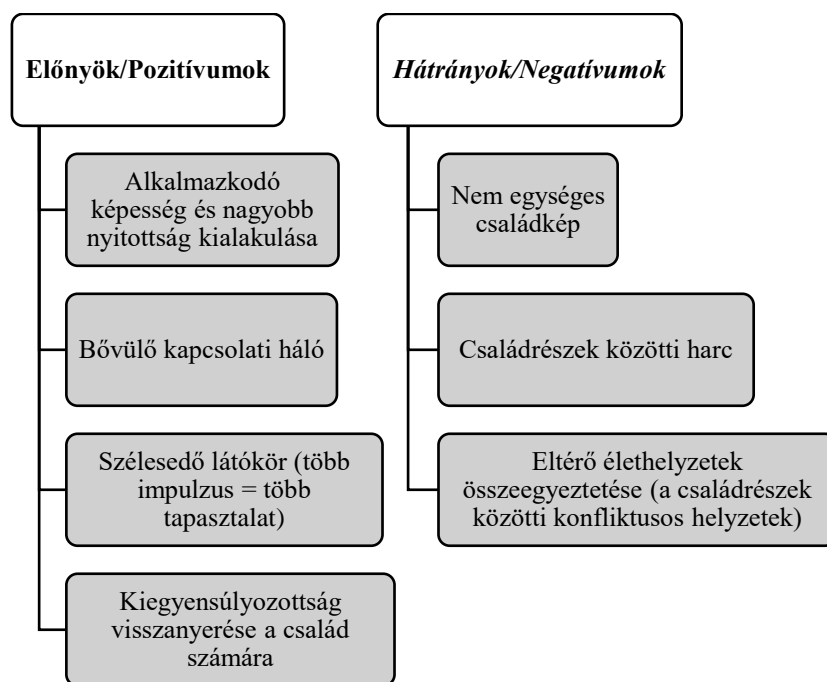 Előnyök/Pozitívumok
Alkalmazkodó
képesség és nagyobb
nyitottság kialakulása
Bővülő kapcsolati háló
Szélesedő látókör (több
impulzus = több
tapasztalat)
Kiegyensúlyozottság
visszanyerése a család
számára
Hátrányok/Negatívumok
Nem egységes
családkép
Családrészek közötti harc
Eltérő élethelyzetek
összeegyeztetése (a családrészek
közötti konfliktusos helyzetek)